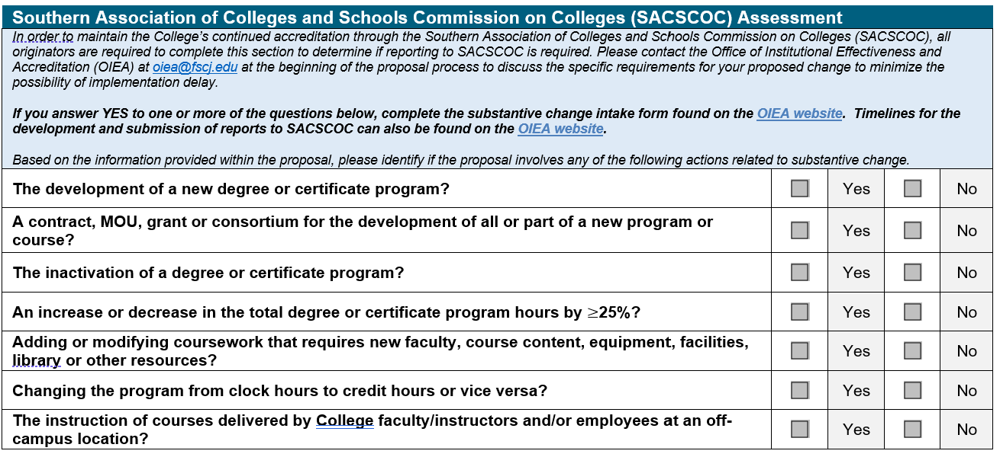 Southern Association of Colleges and Schools Commission on Colleges (SACSCOC) Assessment
In order to maintain the College's continued accreditation through the Southern Association of Colleges and Schools Commission on Colleges (SACSCOC), all
originators are required to complete this section to determine if reporting to SACSCOC is required. Please contact the Office of Institutional Effectiveness and
Accreditation (OIEA) at oiea@fscj.edu at the beginning of the proposal process to discuss the specific requirements for your proposed change to minimize the
possibility of implementation delay.
If you answer YES to one or more of the questions below, complete the substantive change intake form found on the OIEA website. Timelines for the
development and submission of reports to SACSCOC can also be found on the OIEA website.
Based on the information provided within the proposal, please identify if the proposal involves any of the following actions related to substantive change.
The development of a new degree or certificate program? Yes No
A contract, MOU, grant or consortium for the development of all or part of a new program or
course? Yes No
The inactivation of a degree or certificate program? Yes No
An increase or decrease in the total degree or certificate program hours by ≥25%? Yes No
Adding or modifying coursework that requires new faculty, course content, equipment, facilities,
library or other resources? Yes No
Changing the program from clock hours to credit hours or vice versa? Yes No
The instruction of courses delivered by College faculty/instructors and/or employees at an off-
campus location? Yes No